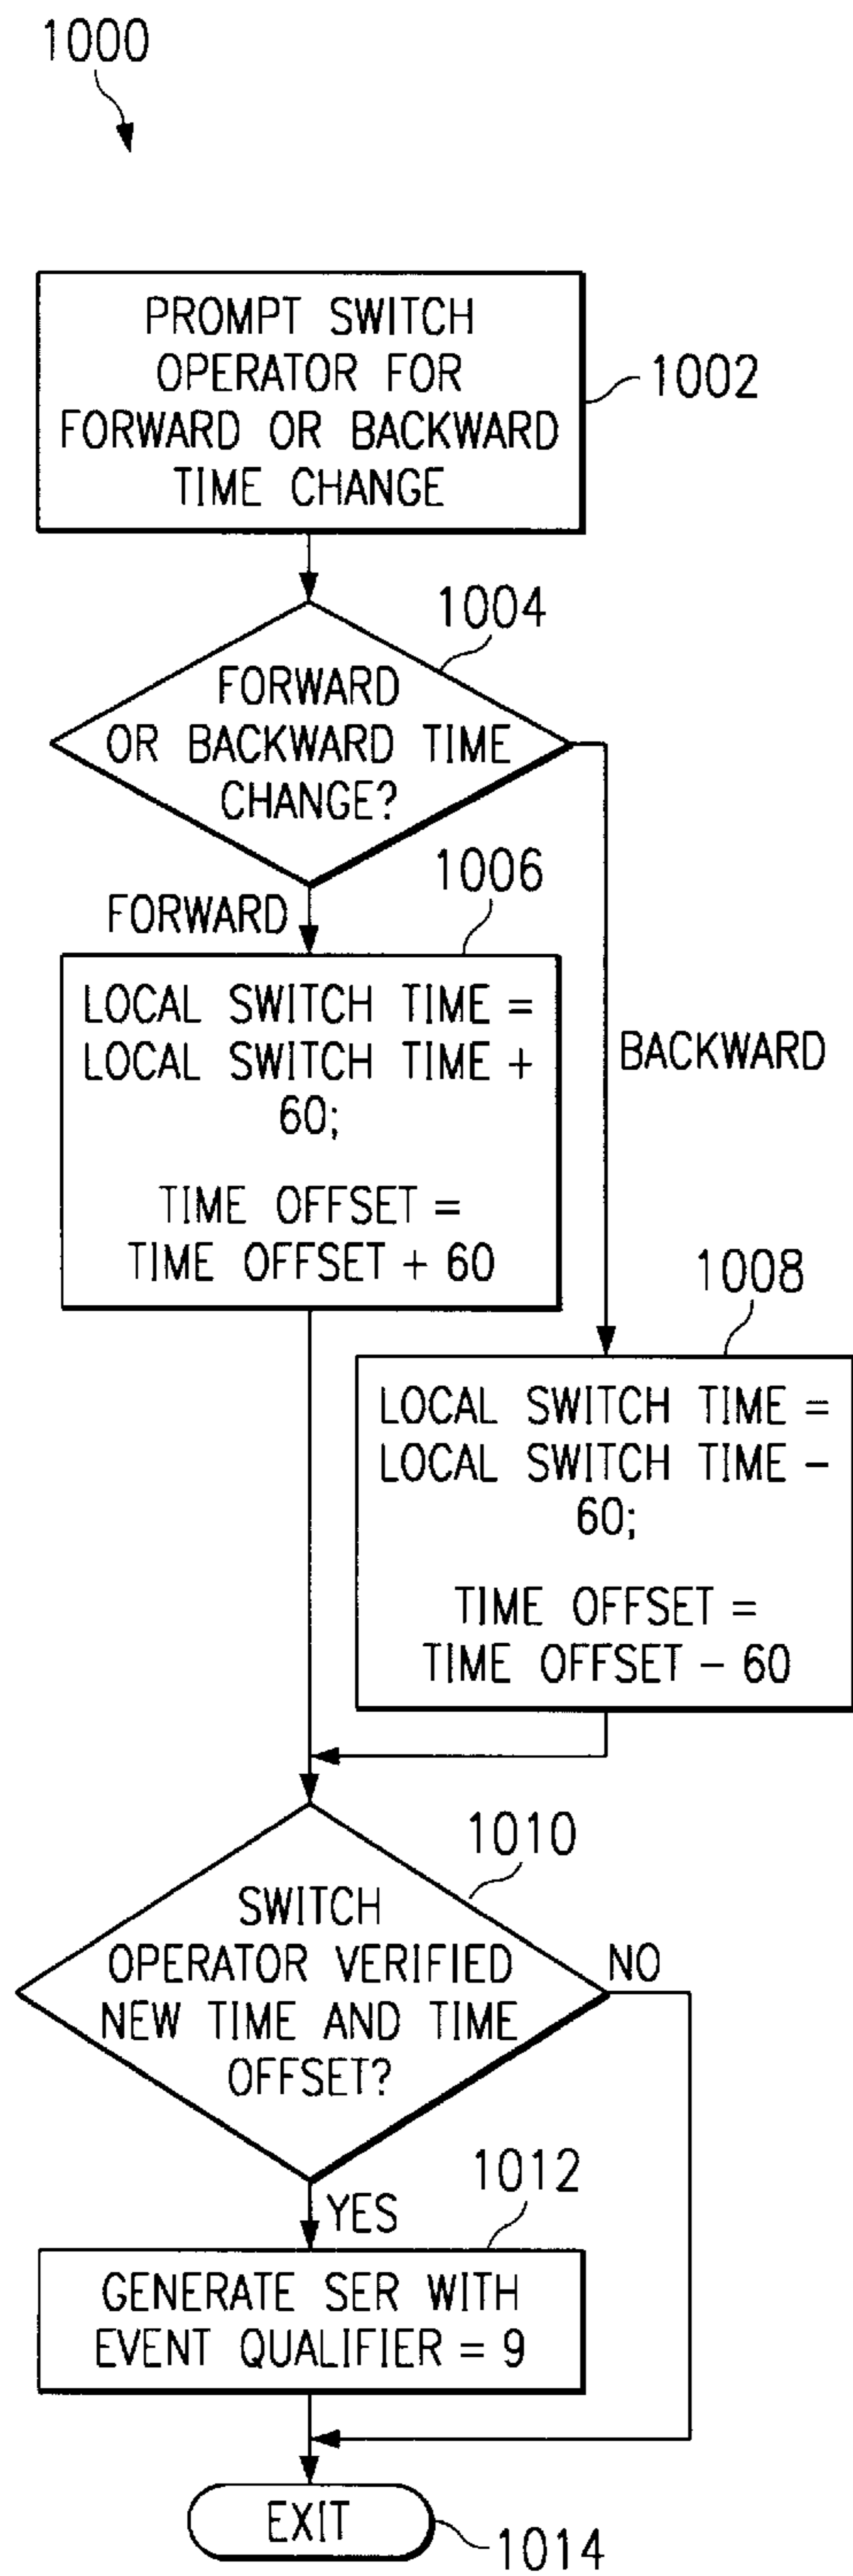 1000
PROMPT SWITCH
OPERATOR FOR
FORWARD OR BACKWARD
TIME CHANGE
1002
1004
FORWARD
OR BACKWARD TIME
CHANGE?
FORWARD
1006
LOCAL SWITCH TIME =
LOCAL SWITCH TIME +
60;
TIME OFFSET =
TIME OFFSET + 60
BACKWARD
1008
LOCAL SWITCH TIME =
LOCAL SWITCH TIME –
60;
TIME OFFSET =
TIME OFFSET – 60
1010
SWITCH
OPERATOR VERIFIED
NEW TIME AND TIME
OFFSET?
NO
YES
1012
GENERATE SER WITH
EVENT QUALIFIER = 9
EXIT
1014